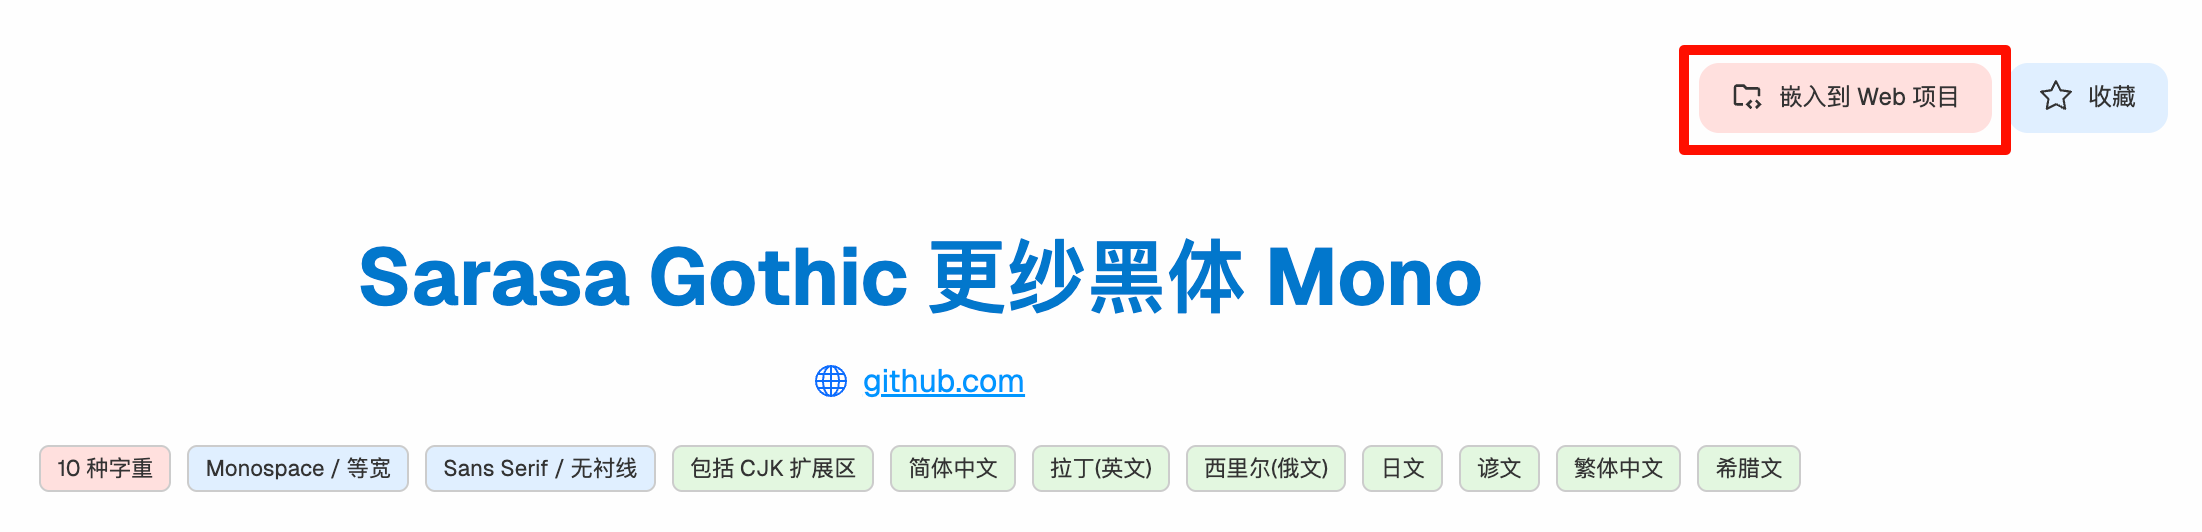 嵌入到 Web 项目 收藏
Sarasa Gothic 更纱黑体 Mono
github.com
10 种字重 Monospace / 等宽 Sans Serif / 无衬线 包括 CJK 扩展区 简体中文 拉丁(英文) 西里尔(俄文) 日文 谚文 繁体中文 希腊文